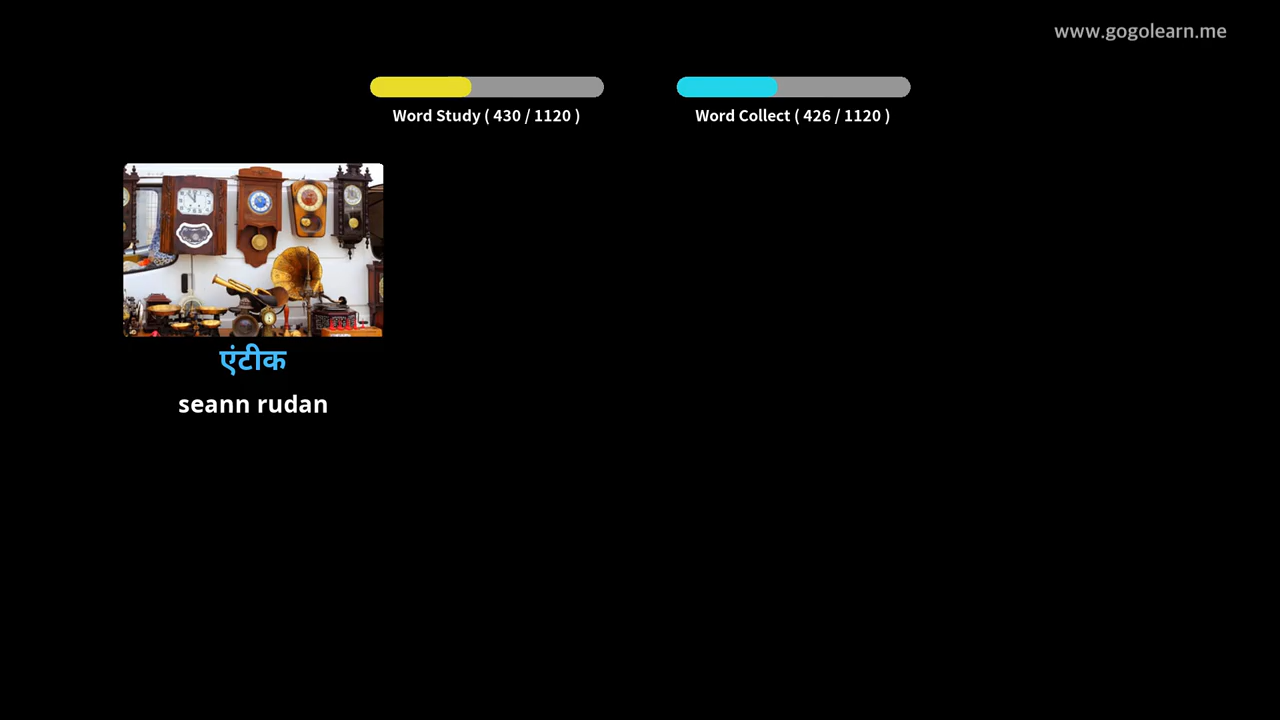 www.gogolearn.me
Word Study ( 430 / 1120 )
Word Collect ( 426 / 1120 )
एंटीक
seann rudan